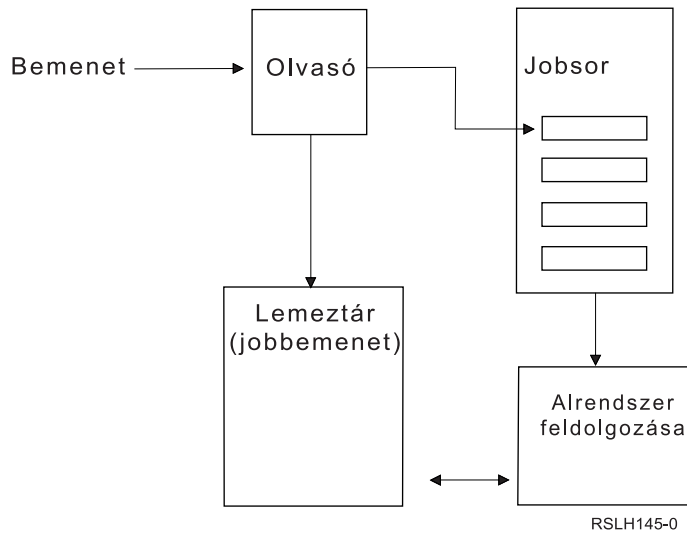 Bemenet
Olvasó
Jobsor
Lemeztár
(jobbemenet)
Alrendszer
feldolgozása
RSLH145-0